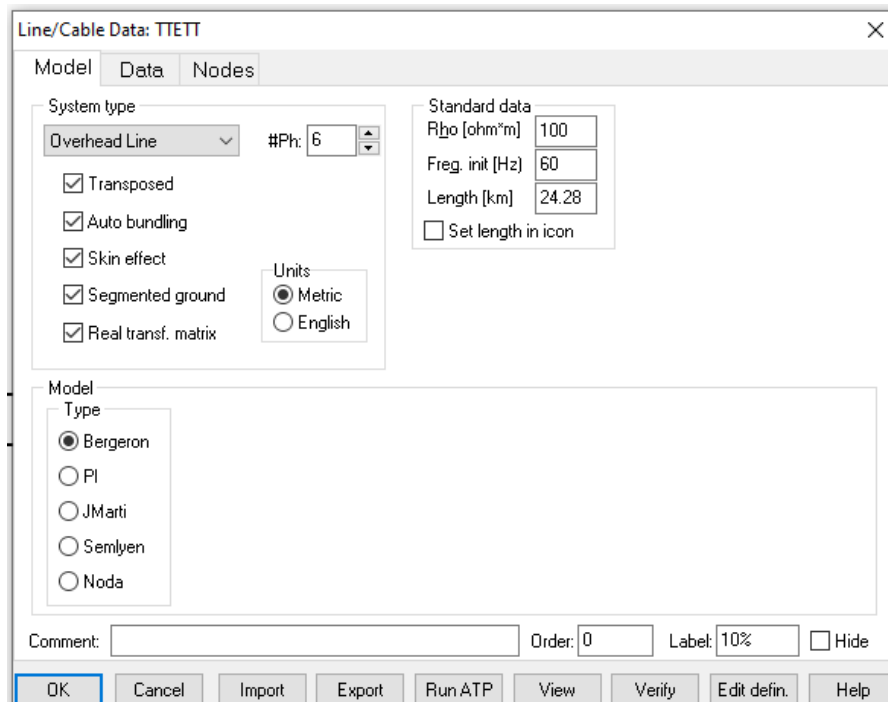 Line/Cable Data: TTETT
Model Data Nodes
System type
Overhead Line #Ph: 6
Transposed
Auto bundling
Skin effect
Segmented ground
Real transf. matrix
Units
Metric
English
Standard data
Rho [ohm*m] 100
Freq. init [Hz] 60
Length [km] 24.28
Set length in icon
Model
Type
Bergeron
PI
JMarti
Semlyen
Noda
Comment: Order: 0 Label: 10% Hide
OK Cancel Import Export Run ATP View Verify Edit defin. Help